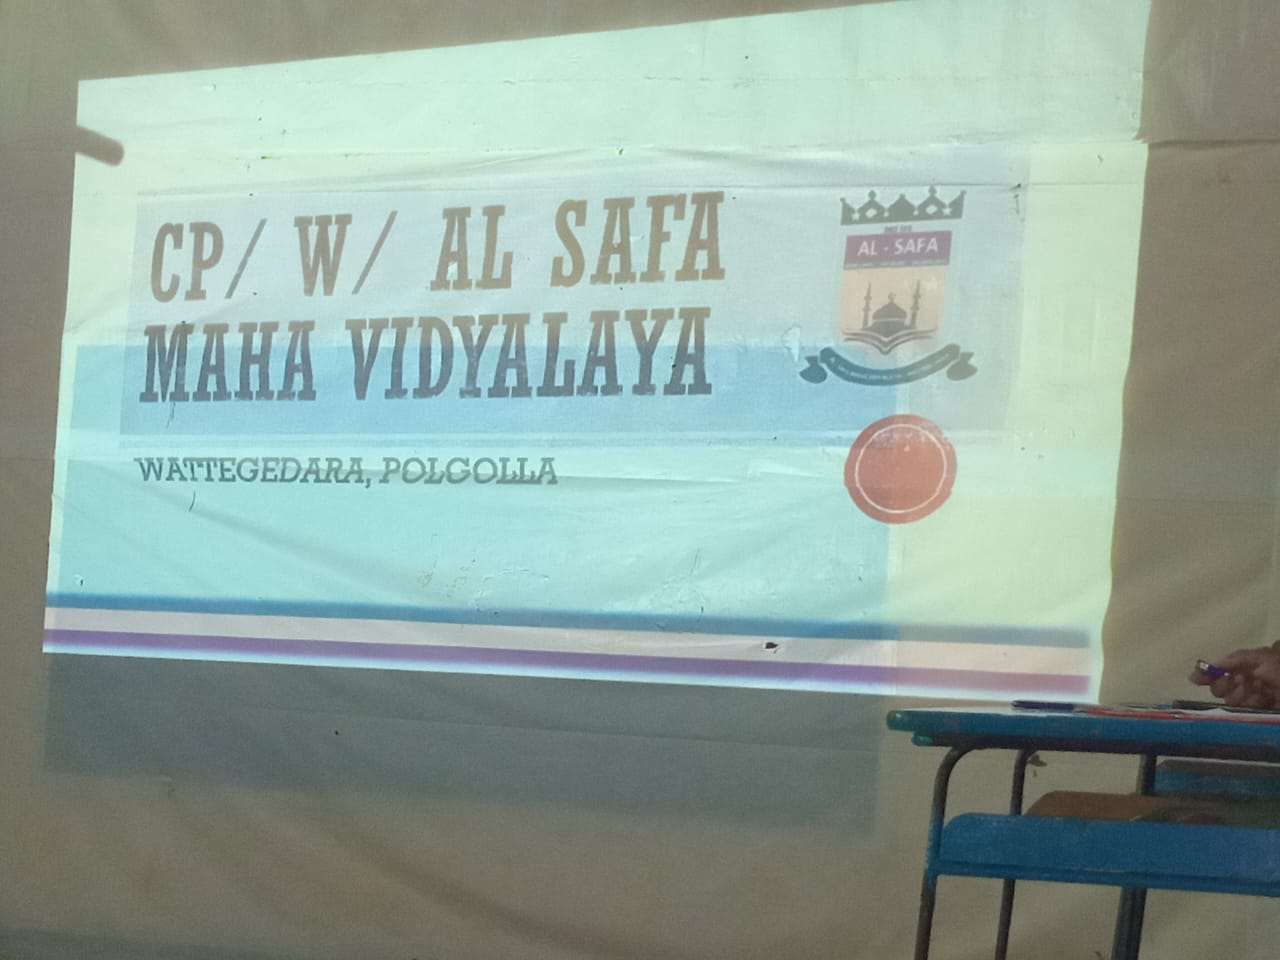 CP/ W/ AL SAFA
MAHA VIDYALAYA
AL - SAFA
WATTEGEDARA, POLGOLLA